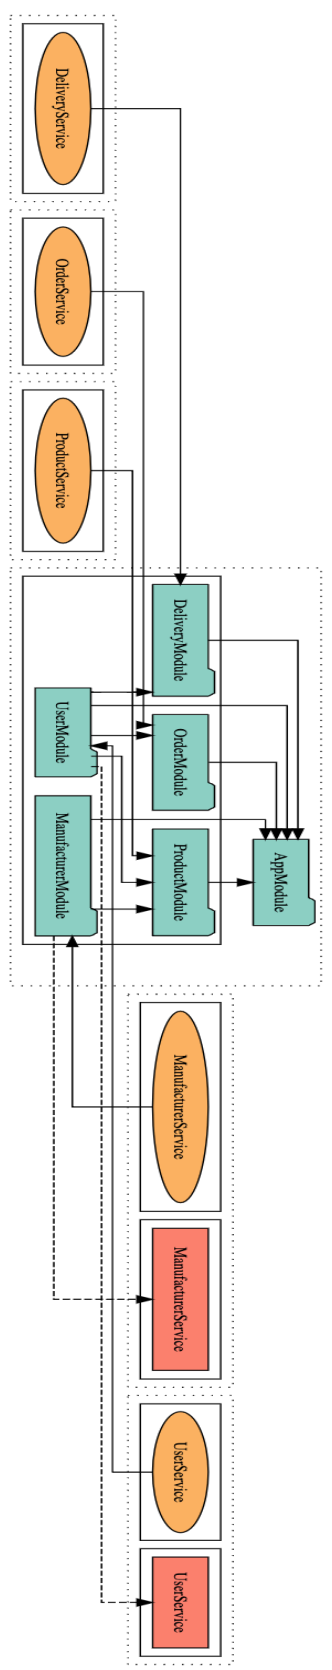 DeliveryService
OrderService
ProductService
DeliveryModule
OrderModule
ProductModule
UserModule
ManufacturerModule
AppModule
ManufacturerService
ManufacturerService
UserService
UserService